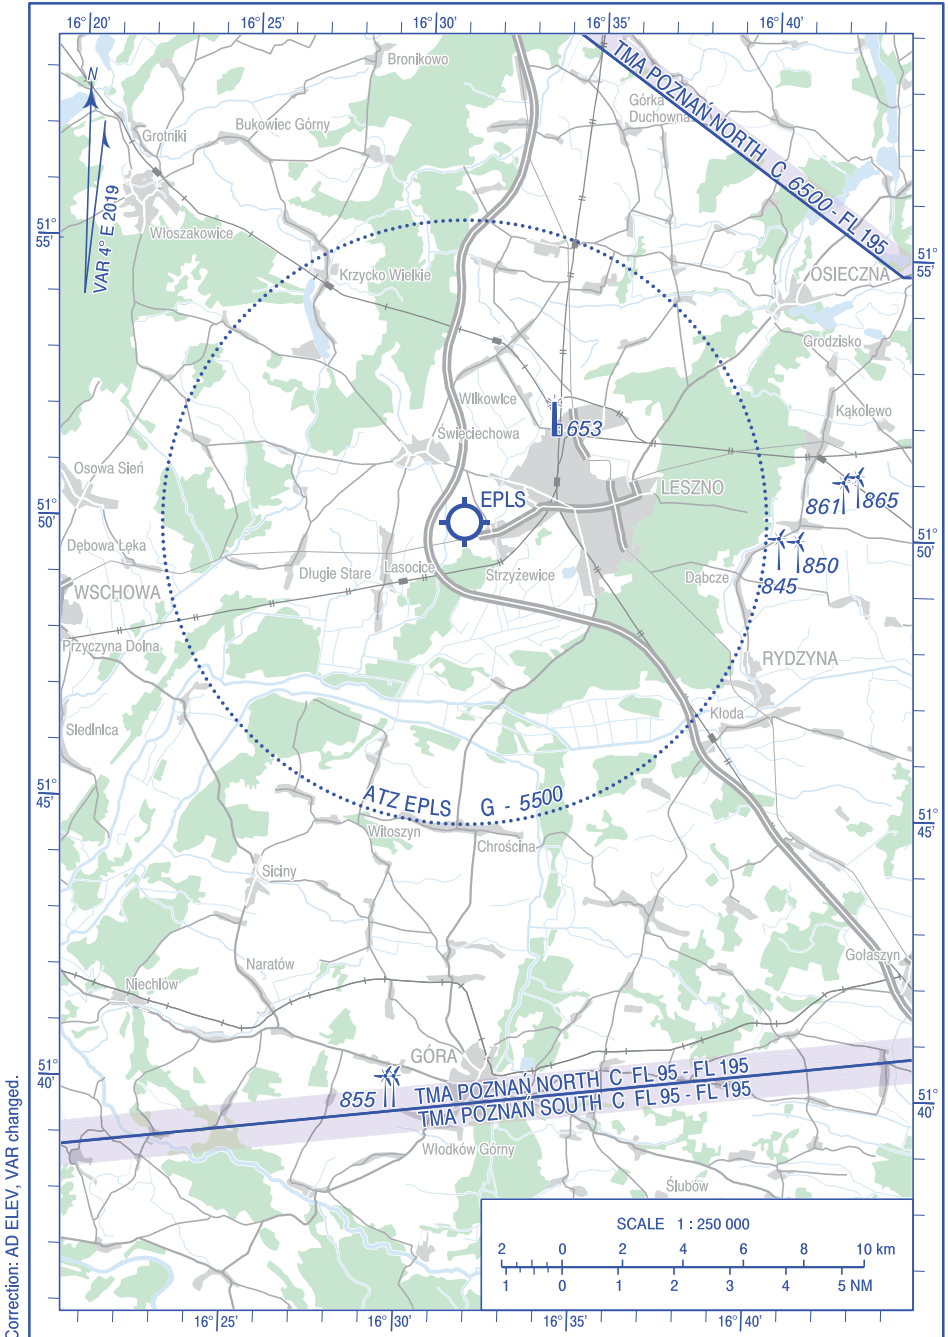 16° 20'
16° 25'
16° 30'
16° 35'
16° 40'
Bronikowo
N
TMA POZNAŃ NORTH C 6500 - FL 195
Górka
Duchowna
Bukowiec Górny
Grotniki
VAR 4° E 2019
51°
55'
Włoszakowice
51°
55'
Krzycko Wielkie
OSIECZNA
Grodzisko
Wilkowice
Kąkolewo
653
Święciechowa
Osowa Sień
LESZNO
EPLS
861
865
51°
50'
51°
50'
Dębowa Łęka
Długie Stare
Lasocice
Strzyżewice
Dąbcze
850
845
WSCHOWA
Przyczyna Dolna
RYDZYNA
Siedlnica
Kłoda
51°
45'
ATZ EPLS G - 5500
51°
45'
Witoszyn
Chróścina
Siciny
Naratów
Gołaszyn
Niechlów
GÓRA
51°
40'
855
TMA POZNAŃ NORTH C FL 95 - FL 195
TMA POZNAŃ SOUTH C FL 95 - FL 195
51°
40'
Włodków Górny
Ślubów
Correction: AD ELEV, VAR changed.
SCALE 1 : 250 000
2 0 2 4 6 8 10 km
1 0 1 2 3 4 5 NM
16° 25'
16° 30'
16° 35'
16° 40'